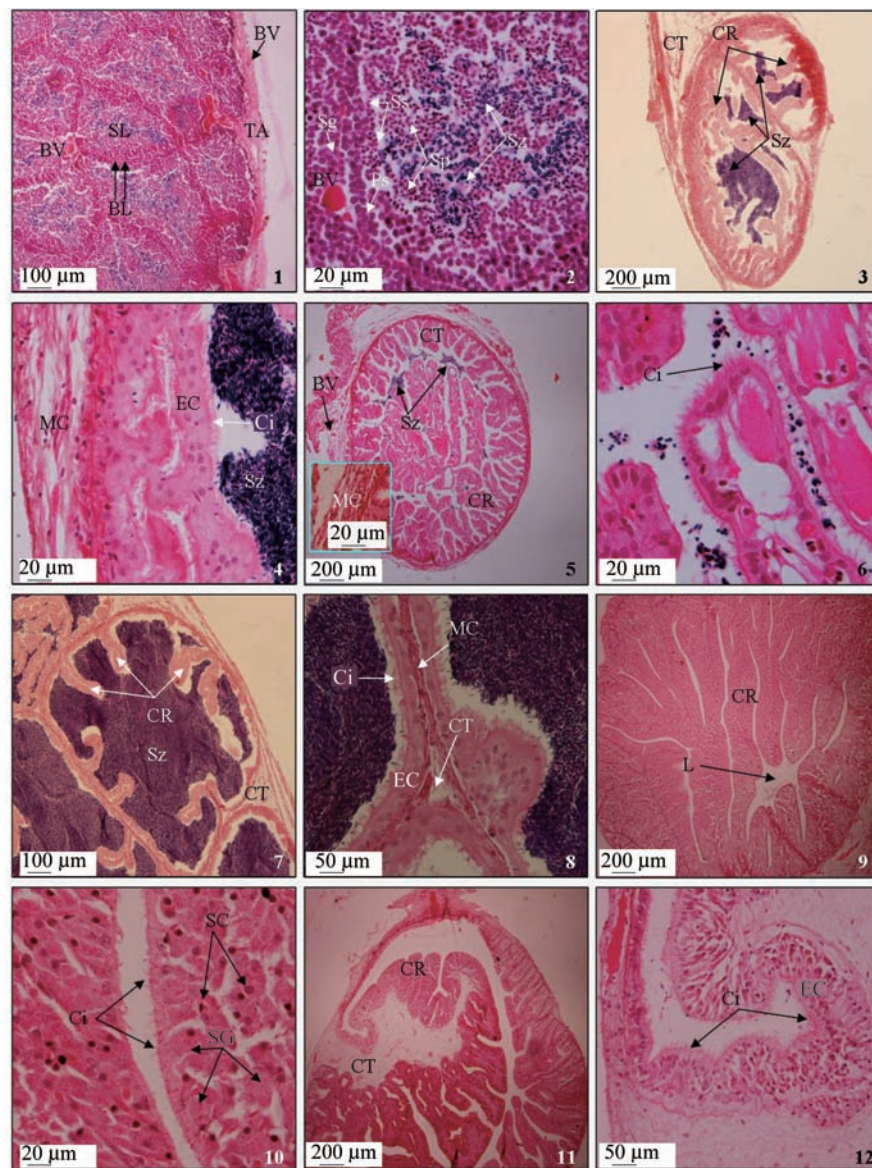 BV
SL
TA
BV
BL
100 µm
1
Ss
Sg
Sp
Sz
BV
Ps
20 µm
2
CT
CR
Sz
200 µm
3
MC
EC
Ci
Sz
20 µm
4
CT
BV
Sz
MC
CR
20 µm
200 µm
5
Ci
20 µm
6
CR
Sz
CT
100 µm
7
MC
Ci
CT
EC
50 µm
8
CR
L
200 µm
9
SC
Ci
SG
20 µm
10
CR
CT
200 µm
11
EC
Ci
50 µm
12